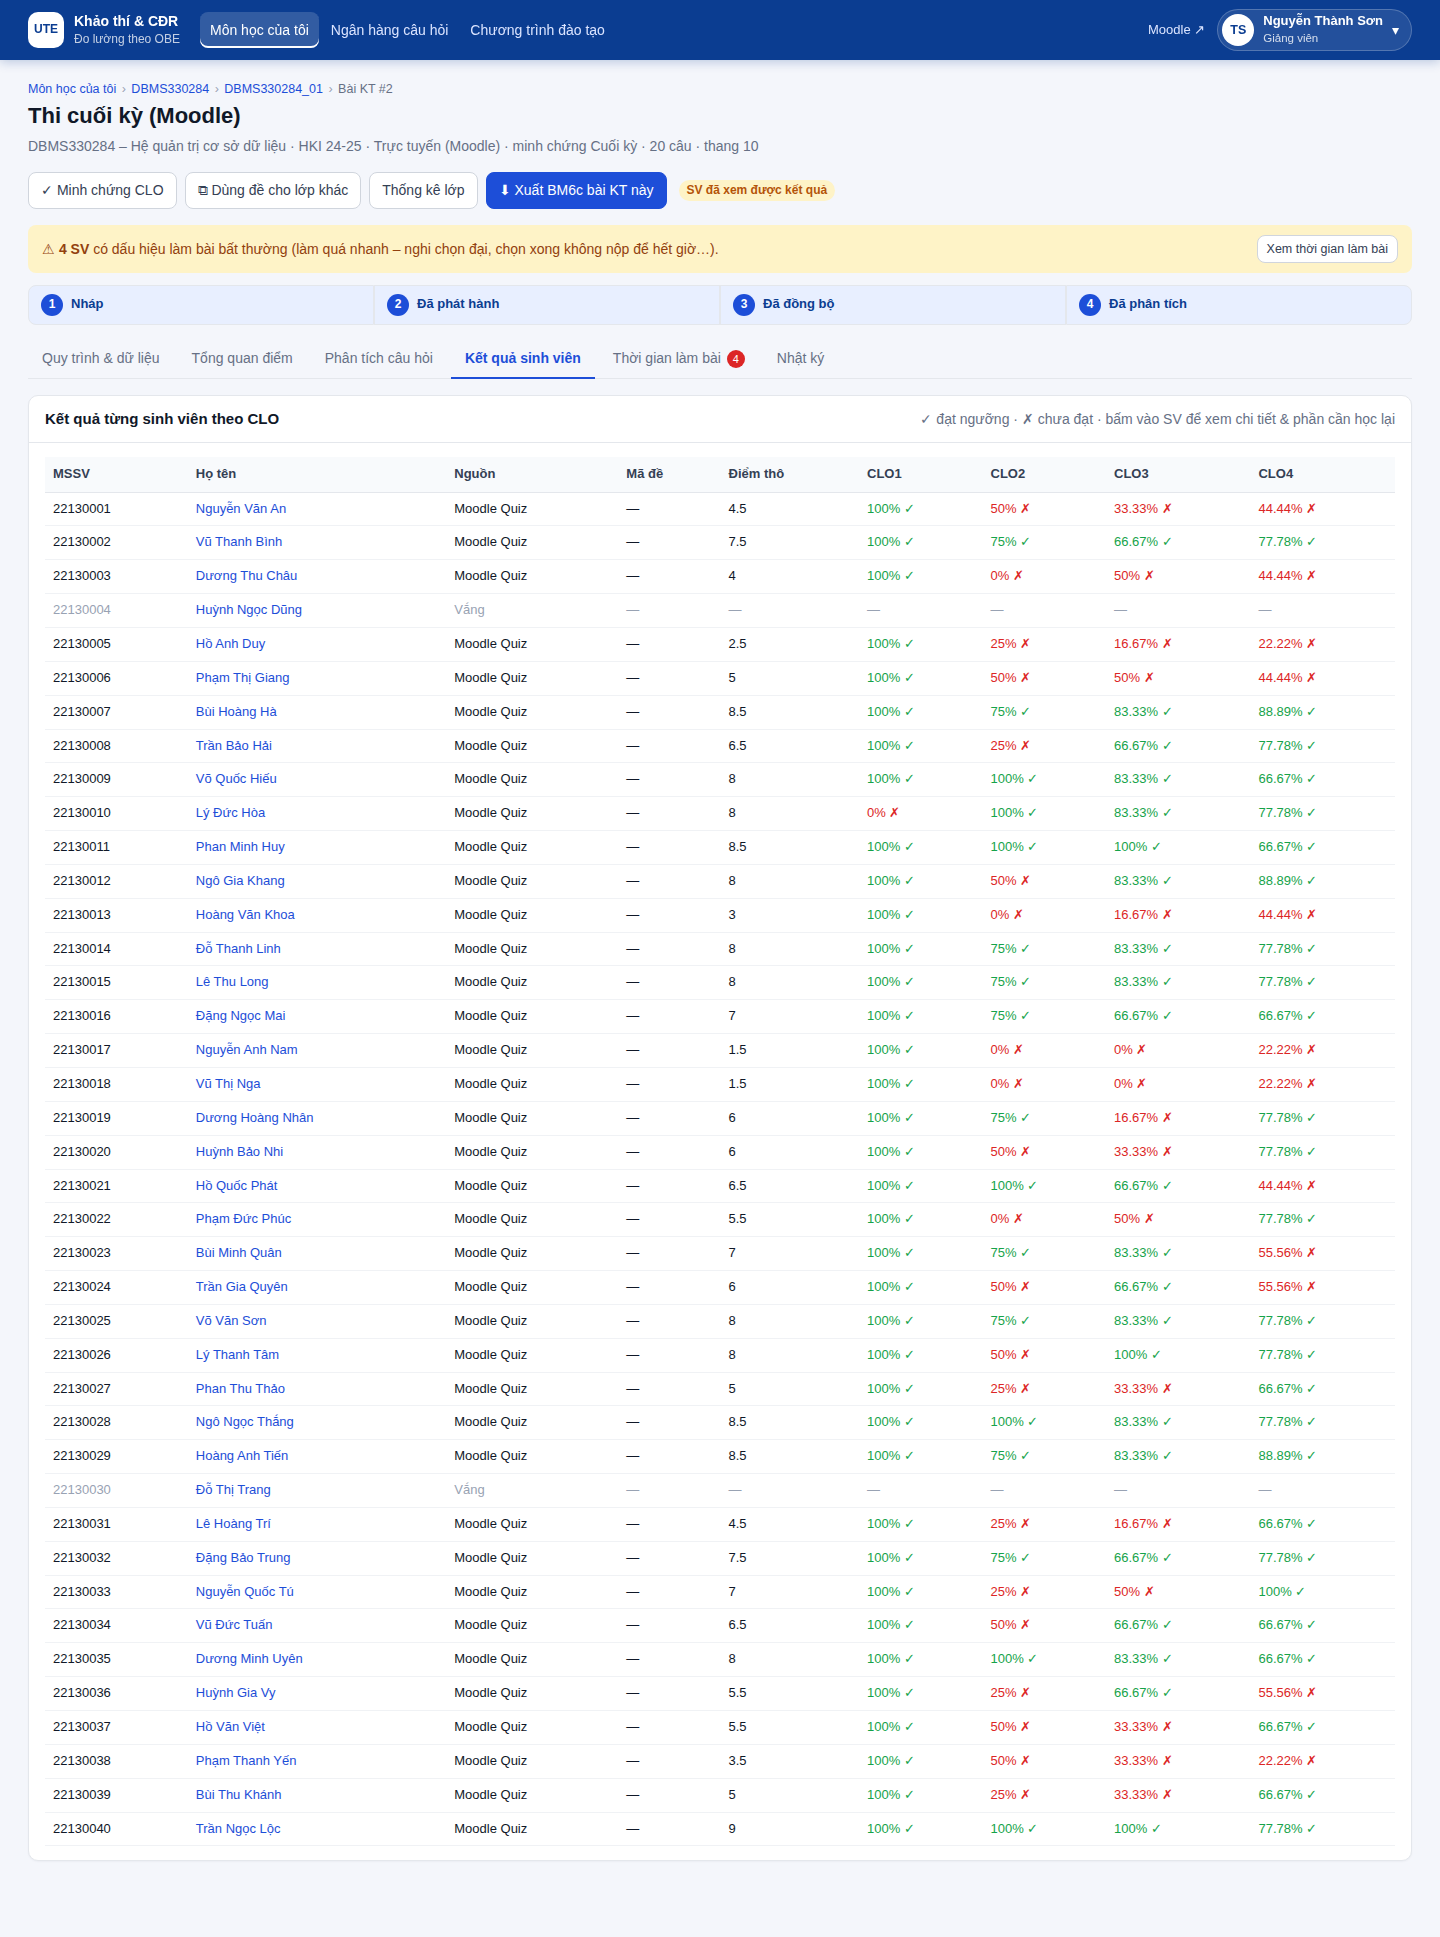 UTE Khảo thí & CĐR Môn học của tôi Ngân hàng câu hỏi Chương trình đào tạo Moodle ↗ TS Nguyễn Thành Sơn ▾
Đo lường theo OBE Giảng viên
Môn học của tôi › DBMS330284 › DBMS330284_01 › Bài KT #2
Thi cuối kỳ (Moodle)
DBMS330284 – Hệ quản trị cơ sở dữ liệu · HKI 24-25 · Trực tuyến (Moodle) · minh chứng Cuối kỳ · 20 câu · thang 10
✓ Minh chứng CLO ⧉ Dùng đề cho lớp khác Thống kê lớp ⬇ Xuất BM6c bài KT này SV đã xem được kết quả
⚠ 4 SV có dấu hiệu làm bài bất thường (làm quá nhanh – nghi chọn đại, chọn xong không nộp để hết giờ…). Xem thời gian làm bài
1 Nháp 2 Đã phát hành 3 Đã đồng bộ 4 Đã phân tích
Quy trình & dữ liệu Tổng quan điểm Phân tích câu hỏi Kết quả sinh viên Thời gian làm bài 4 Nhật ký
Kết quả từng sinh viên theo CLO ✓ đạt ngưỡng · ✗ chưa đạt · bấm vào SV để xem chi tiết & phần cần học lại
MSSV Họ tên Nguồn Mã đề Điểm thô CLO1 CLO2 CLO3 CLO4
22130001 Nguyễn Văn An Moodle Quiz — 4.5 100% ✓ 50% ✗ 33.33% ✗ 44.44% ✗
22130002 Vũ Thanh Bình Moodle Quiz — 7.5 100% ✓ 75% ✓ 66.67% ✓ 77.78% ✓
22130003 Dương Thu Châu Moodle Quiz — 4 100% ✓ 0% ✗ 50% ✗ 44.44% ✗
22130004 Huỳnh Ngọc Dũng Vắng — — — — — —
22130005 Hồ Anh Duy Moodle Quiz — 2.5 100% ✓ 25% ✗ 16.67% ✗ 22.22% ✗
22130006 Phạm Thị Giang Moodle Quiz — 5 100% ✓ 50% ✗ 50% ✗ 44.44% ✗
22130007 Bùi Hoàng Hà Moodle Quiz — 8.5 100% ✓ 75% ✓ 83.33% ✓ 88.89% ✓
22130008 Trần Bảo Hải Moodle Quiz — 6.5 100% ✓ 25% ✗ 66.67% ✓ 77.78% ✓
22130009 Võ Quốc Hiếu Moodle Quiz — 8 100% ✓ 100% ✓ 83.33% ✓ 66.67% ✓
22130010 Lý Đức Hòa Moodle Quiz — 8 0% ✗ 100% ✓ 83.33% ✓ 77.78% ✓
22130011 Phan Minh Huy Moodle Quiz — 8.5 100% ✓ 100% ✓ 100% ✓ 66.67% ✓
22130012 Ngô Gia Khang Moodle Quiz — 8 100% ✓ 50% ✗ 83.33% ✓ 88.89% ✓
22130013 Hoàng Văn Khoa Moodle Quiz — 3 100% ✓ 0% ✗ 16.67% ✗ 44.44% ✗
22130014 Đỗ Thanh Linh Moodle Quiz — 8 100% ✓ 75% ✓ 83.33% ✓ 77.78% ✓
22130015 Lê Thu Long Moodle Quiz — 8 100% ✓ 75% ✓ 83.33% ✓ 77.78% ✓
22130016 Đặng Ngọc Mai Moodle Quiz — 7 100% ✓ 75% ✓ 66.67% ✓ 66.67% ✓
22130017 Nguyễn Anh Nam Moodle Quiz — 1.5 100% ✓ 0% ✗ 0% ✗ 22.22% ✗
22130018 Vũ Thị Nga Moodle Quiz — 1.5 100% ✓ 0% ✗ 0% ✗ 22.22% ✗
22130019 Dương Hoàng Nhân Moodle Quiz — 6 100% ✓ 75% ✓ 16.67% ✗ 77.78% ✓
22130020 Huỳnh Bảo Nhi Moodle Quiz — 6 100% ✓ 50% ✗ 33.33% ✗ 77.78% ✓
22130021 Hồ Quốc Phát Moodle Quiz — 6.5 100% ✓ 100% ✓ 66.67% ✓ 44.44% ✗
22130022 Phạm Đức Phúc Moodle Quiz — 5.5 100% ✓ 0% ✗ 50% ✗ 77.78% ✓
22130023 Bùi Minh Quân Moodle Quiz — 7 100% ✓ 75% ✓ 83.33% ✓ 55.56% ✗
22130024 Trần Gia Quyên Moodle Quiz — 6 100% ✓ 50% ✗ 66.67% ✓ 55.56% ✗
22130025 Võ Văn Sơn Moodle Quiz — 8 100% ✓ 75% ✓ 83.33% ✓ 77.78% ✓
22130026 Lý Thanh Tâm Moodle Quiz — 8 100% ✓ 50% ✗ 100% ✓ 77.78% ✓
22130027 Phan Thu Thảo Moodle Quiz — 5 100% ✓ 25% ✗ 33.33% ✗ 66.67% ✓
22130028 Ngô Ngọc Thắng Moodle Quiz — 8.5 100% ✓ 100% ✓ 83.33% ✓ 77.78% ✓
22130029 Hoàng Anh Tiến Moodle Quiz — 8.5 100% ✓ 75% ✓ 83.33% ✓ 88.89% ✓
22130030 Đỗ Thị Trang Vắng — — — — — —
22130031 Lê Hoàng Trí Moodle Quiz — 4.5 100% ✓ 25% ✗ 16.67% ✗ 66.67% ✓
22130032 Đặng Bảo Trung Moodle Quiz — 7.5 100% ✓ 75% ✓ 66.67% ✓ 77.78% ✓
22130033 Nguyễn Quốc Tú Moodle Quiz — 7 100% ✓ 25% ✗ 50% ✗ 100% ✓
22130034 Vũ Đức Tuấn Moodle Quiz — 6.5 100% ✓ 50% ✗ 66.67% ✓ 66.67% ✓
22130035 Dương Minh Uyên Moodle Quiz — 8 100% ✓ 100% ✓ 83.33% ✓ 66.67% ✓
22130036 Huỳnh Gia Vy Moodle Quiz — 5.5 100% ✓ 25% ✗ 66.67% ✓ 55.56% ✗
22130037 Hồ Văn Việt Moodle Quiz — 5.5 100% ✓ 50% ✗ 33.33% ✗ 66.67% ✓
22130038 Phạm Thanh Yến Moodle Quiz — 3.5 100% ✓ 50% ✗ 33.33% ✗ 22.22% ✗
22130039 Bùi Thu Khánh Moodle Quiz — 5 100% ✓ 25% ✗ 33.33% ✗ 66.67% ✓
22130040 Trần Ngọc Lộc Moodle Quiz — 9 100% ✓ 100% ✓ 100% ✓ 77.78% ✓